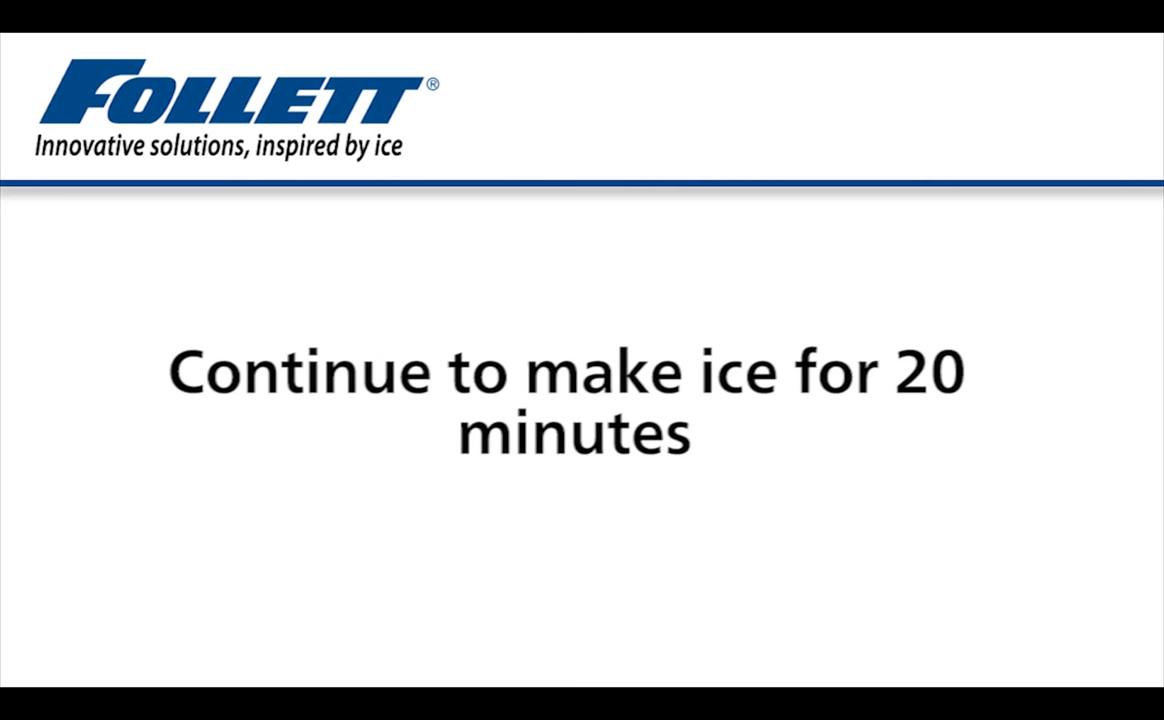 FOLLETT®
Innovative solutions, inspired by ice
Continue to make ice for 20
minutes